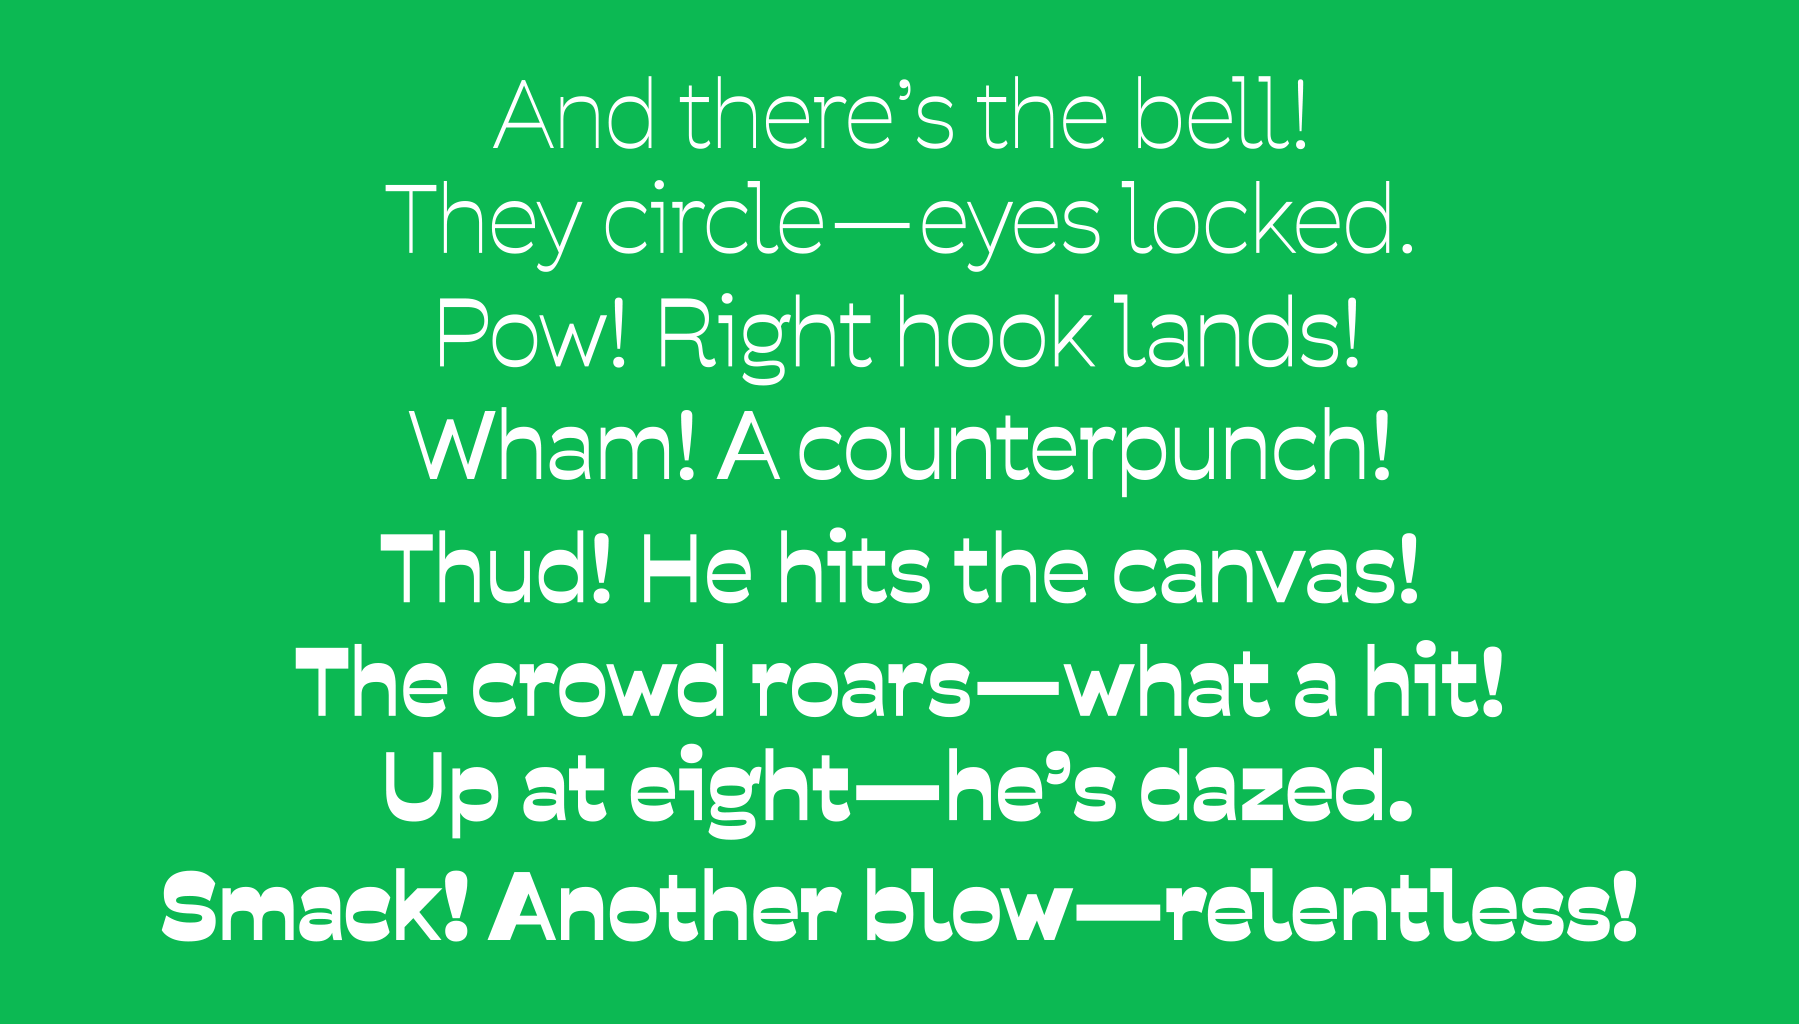 And there’s the bell!
They circle—eyes locked.
Pow! Right hook lands!
Wham! A counterpunch!
Thud! He hits the canvas!
The crowd roars—what a hit!
Up at eight—he’s dazed.
Smack! Another blow—relentless!